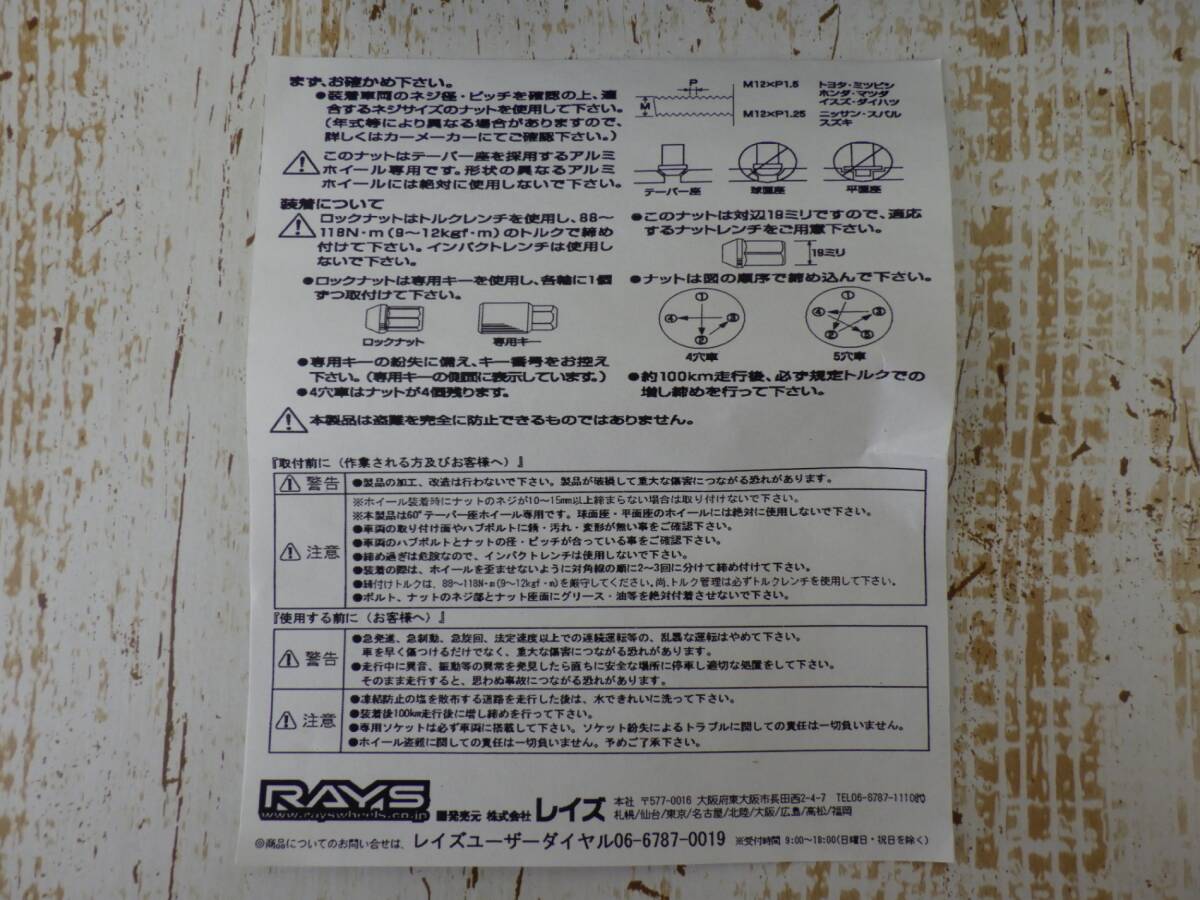 まず、お確かめ下さい。
●装着車両のネジ径・ピッチを確認の上、適
合するネジサイズのナットを使用して下さい。
(年式等により異なる場合がありますので、
詳しくはカーメーカーにてご確認下さい。)
P
M
M12×P1.5
トヨタ・ミツビシ
ホンダ・マツダ
イスズ・ダイハツ
M12×P1.25
ニッサン・スバル
スズキ
このナットはテーパー座を採用するアルミ
ホイール専用です。形状の異なるアルミ
ホイールには絶対に使用しないで下さい。
テーパー座
球面座
平面座
装着について
ロックナットはトルクレンチを使用し、88〜
118N・m(9〜12kgf・m)のトルクで締め
付けて下さい。インパクトレンチは使用し
ないで下さい。
●ロックナットは専用キーを使用し、各輪に1個
ずつ取付けて下さい。
ロックナット
専用キー
●専用キーの紛失に備え、キー番号をお控え
下さい。(専用キーの側面に表示しています。)
●4穴車はナットが4個残ります。
●このナットは対辺19ミリですので、適応
するナットレンチをご用意下さい。
19ミリ
●ナットは図の順序で締め込んで下さい。
① ④ ③ ②
4穴車
① ④ ③ ② ⑤
5穴車
●約100km走行後、必ず規定トルクでの
増し締めを行って下さい。
本製品は盗難を完全に防止できるものではありません。
『取付前に(作業される方及びお客様へ)』
警告
●製品の加工、改造は行わないで下さい。製品が破損して重大な傷害につながる恐れがあります。
注意
※ホイール装着時にナットのネジが10〜15mm以上締まらない場合は取り付けないで下さい。
※本製品は60°テーパー座ホイール専用です。球面座・平面座のホイールには絶対に使用しないで下さい。
●車両の取り付け面やハブボルトに錆・汚れ・変形が無い事をご確認下さい。
●車両のハブボルトとナットの径・ピッチが合っている事をご確認下さい。
●締め過ぎは危険なので、インパクトレンチは使用しないで下さい。
●装着の際は、ホイールを歪ませないように対角線の順に2〜3回に分けて締め付けて下さい。
●締付けトルクは、88〜118N・m(9〜12kgf・m)を厳守してください。尚、トルク管理は必ずトルクレンチを使用して下さい。
●ボルト、ナットのネジ部とナット座面にグリース・油等を絶対付着させないで下さい。
『使用する前に(お客様へ)』
警告
●急発進、急制動、急旋回、法定速度以上での連続運転等の、乱暴な運転はやめて下さい。
車を早く傷つけるだけでなく、重大な傷害につながる恐れがあります。
●走行中に異音、振動等の異常を発見したら直ちに安全な場所に停車し適切な処置をして下さい。
そのまま走行すると、思わぬ事故につながる恐れがあります。
注意
●凍結防止の塩を散布する道路を走行した後は、水できれいに洗って下さい。
●装着後100km走行後に増し締めを行って下さい。
●専用ソケットは必ず車両に搭載して下さい。ソケット紛失によるトラブルに関しての責任は一切負いません。
●ホイール盗難に関しての責任は一切負いません。予めご了承下さい。
RAYS
www.rayswheels.co.jp
開発売元 株式会社レイズ
本社 〒577-0016 大阪府東大阪市長田西2-4-7 TEL06-6787-1110㈹
札幌/仙台/東京/名古屋/北陸/大阪/広島/高松/福岡
◎商品についてのお問い合せは、レイズユーザーダイヤル06-6787-0019 ※受付時間 9:00〜18:00(日曜日・祝日を除く)